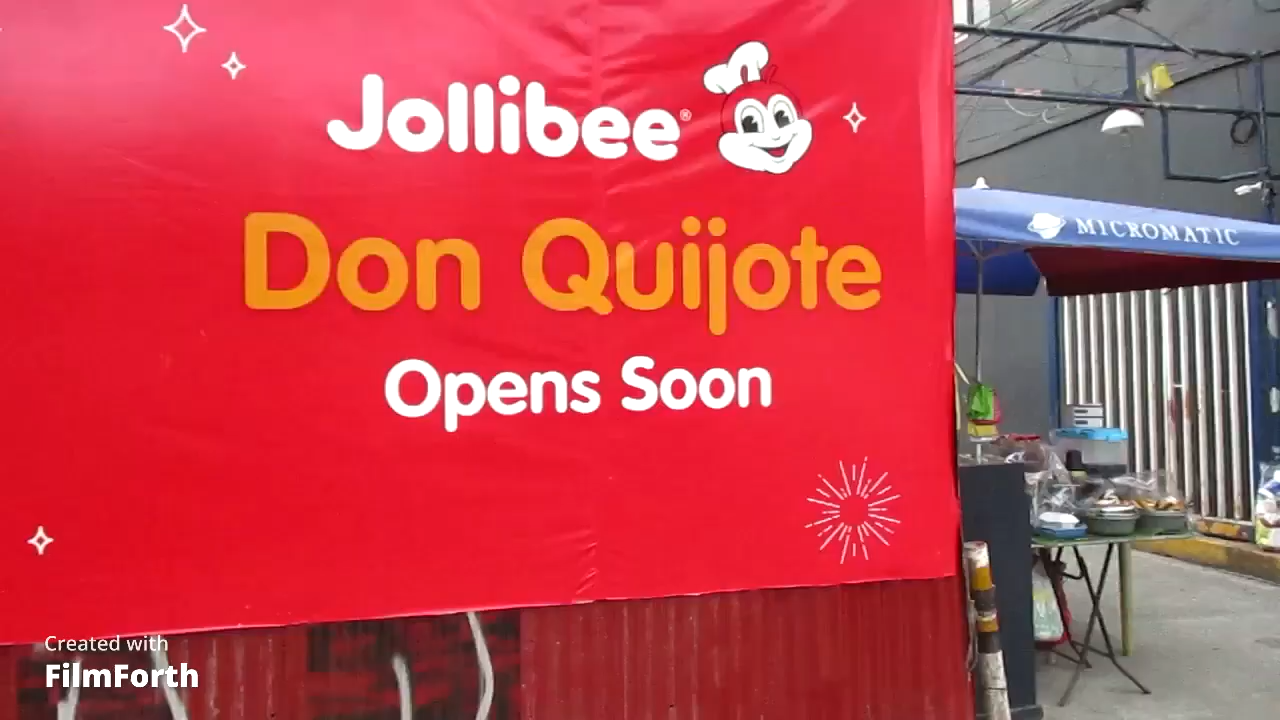 Jollibee®
Don Quijote
Opens Soon
MICROMATIC
Created with
FilmForth